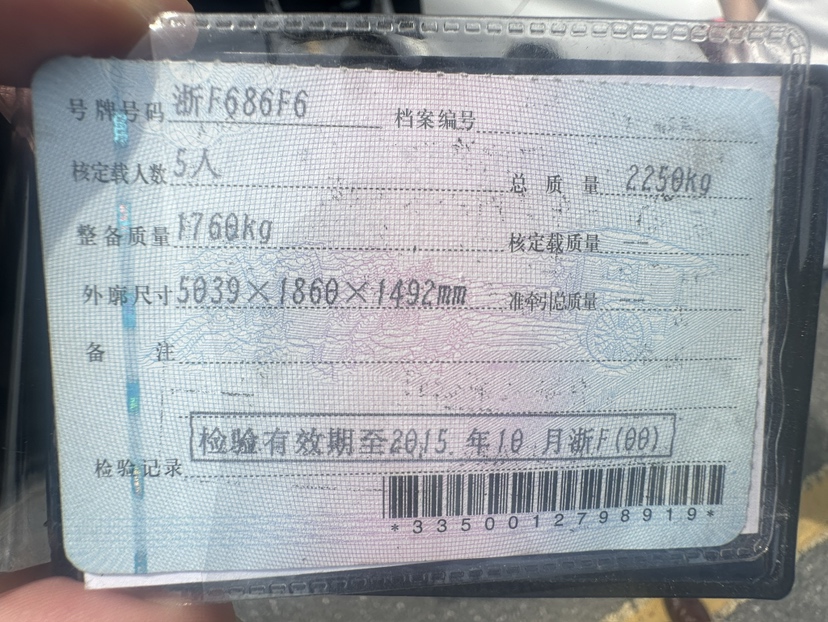 号牌号码 浙F686F6 档案编号
核定载人数 5人 总质量 2250kg
整备质量 1760kg 核定载质量 --
外廓尺寸 5039×1860×1492mm 准牵引总质量 --
备注
检验有效期至2015 年10 月浙F(00)
检验记录
*3350012798919*